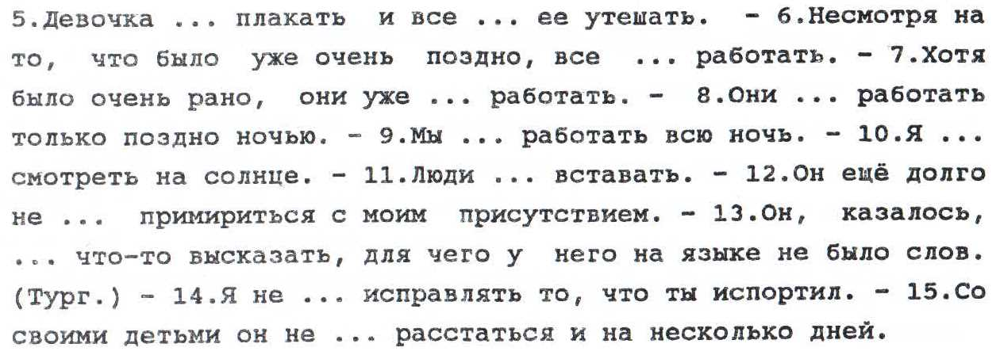 5.Девочка ... плакать и все ... ее утешать. - 6.Несмотря на
то, что было уже очень поздно, все ... работать. - 7.Хотя
было очень рано, они уже ... работать. - 8.Они ... работать
только поздно ночью. - 9.Мы ... работать всю ночь. - 10.Я ...
смотреть на солнце. - 11.Люди ... вставать. - 12.Он ещё долго
не ... примириться с моим присутствием. - 13.Он, казалось,
... что-то высказать, для чего у него на языке не было слов.
(Тург.) - 14.Я не ... исправлять то, что ты испортил. - 15.Со
своими детьми он не ... расстаться и на несколько дней.